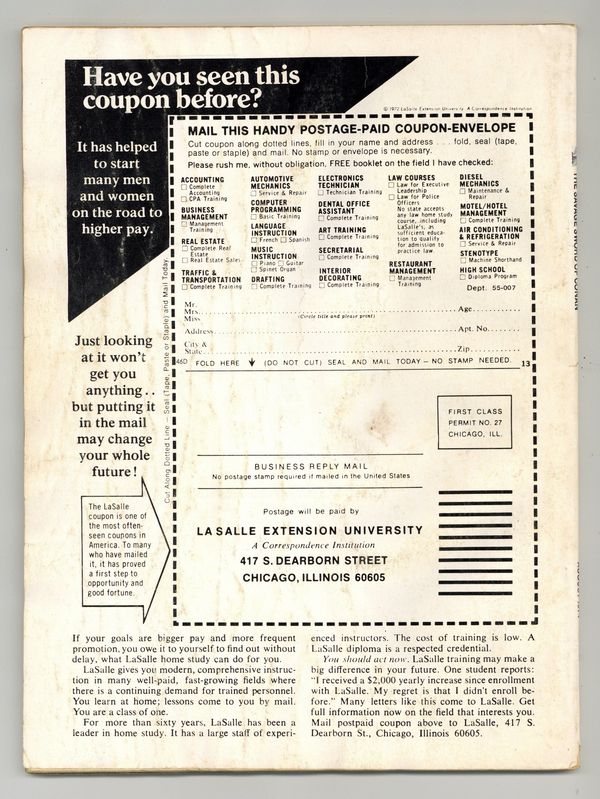 Have you seen this
coupon before?
© 1972 LaSalle Extension University A Correspondence Institution
It has helped
to start
many men
and women
on the road to
higher pay.
Just looking
at it won't
get you
anything . .
but putting it
in the mail
may change
your whole
future!
The LaSalle
coupon is one of
the most often-
seen coupons in
America. To many
who have mailed
it, it has proved
a first step to
opportunity and
good fortune.
Cut Along Dotted Line — Seal (Tape, Paste or Staple) and Mail Today.
MAIL THIS HANDY POSTAGE-PAID COUPON-ENVELOPE
Cut coupon along dotted lines, fill in your name and address . . . fold, seal (tape,
paste or staple) and mail. No stamp or envelope is necessary.
Please rush me, without obligation, FREE booklet on the field I have checked:
ACCOUNTING
Complete
Accounting
CPA Training
BUSINESS
MANAGEMENT
Management
Training
REAL ESTATE
Complete Real
Estate
Real Estate Sales
TRAFFIC &
TRANSPORTATION
Complete Training
AUTOMOTIVE
MECHANICS
Service & Repair
COMPUTER
PROGRAMMING
Basic Training
LANGUAGE
INSTRUCTION
French Spanish
MUSIC
INSTRUCTION
Piano Guitar
Spinet Organ
DRAFTING
Complete Training
ELECTRONICS
TECHNICIAN
Technician Training
DENTAL OFFICE
ASSISTANT
Complete Training
ART TRAINING
Complete Training
SECRETARIAL
Complete Training
INTERIOR
DECORATING
Complete Training
LAW COURSES
Law for Executive
Leadership
Law for Police
Officers
No state accepts
any law home study
course, including
LaSalle's, as
sufficient educa-
tion to qualify
for admission to
practice law.
RESTAURANT
MANAGEMENT
Management
Training
DIESEL
MECHANICS
Maintenance &
Repair
MOTEL/HOTEL
MANAGEMENT
Complete Training
AIR CONDITIONING
& REFRIGERATION
Service & Repair
STENOTYPE
Machine Shorthand
HIGH SCHOOL
Diploma Program
Dept. 55-007
Mr.
Mrs. Age
Miss (Circle title and please print)
Address Apt. No.
City &
State Zip
46D FOLD HERE (DO NOT CUT) SEAL AND MAIL TODAY — NO STAMP NEEDED. 13
FIRST CLASS
PERMIT NO. 27
CHICAGO, ILL.
BUSINESS REPLY MAIL
No postage stamp required if mailed in the United States
Postage will be paid by
LA SALLE EXTENSION UNIVERSITY
A Correspondence Institution
417 S. DEARBORN STREET
CHICAGO, ILLINOIS 60605
If your goals are bigger pay and more frequent
promotion, you owe it to yourself to find out without
delay, what LaSalle home study can do for you.
LaSalle gives you modern, comprehensive instruc-
tion in many well-paid, fast-growing fields where
there is a continuing demand for trained personnel.
You learn at home; lessons come to you by mail.
You are a class of one.
For more than sixty years, LaSalle has been a
leader in home study. It has a large staff of experi-
enced instructors. The cost of training is low. A
LaSalle diploma is a respected credential.
You should act now. LaSalle training may make a
big difference in your future. One student reports:
"I received a $2,000 yearly increase since enrollment
with LaSalle. My regret is that I didn't enroll be-
fore." Many letters like this come to LaSalle. Get
full information now on the field that interests you.
Mail postpaid coupon above to LaSalle, 417 S.
Dearborn St., Chicago, Illinois 60605.